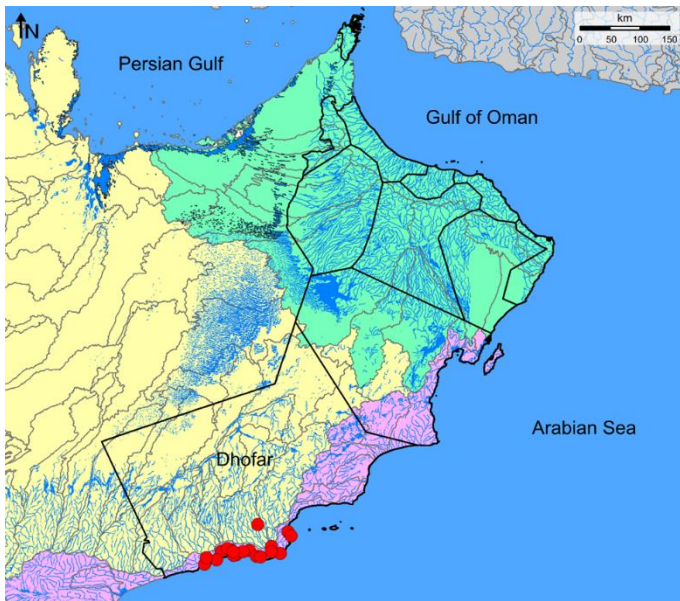 N
km
0 50 100 150
Persian Gulf
Gulf of Oman
Arabian Sea
Dhofar